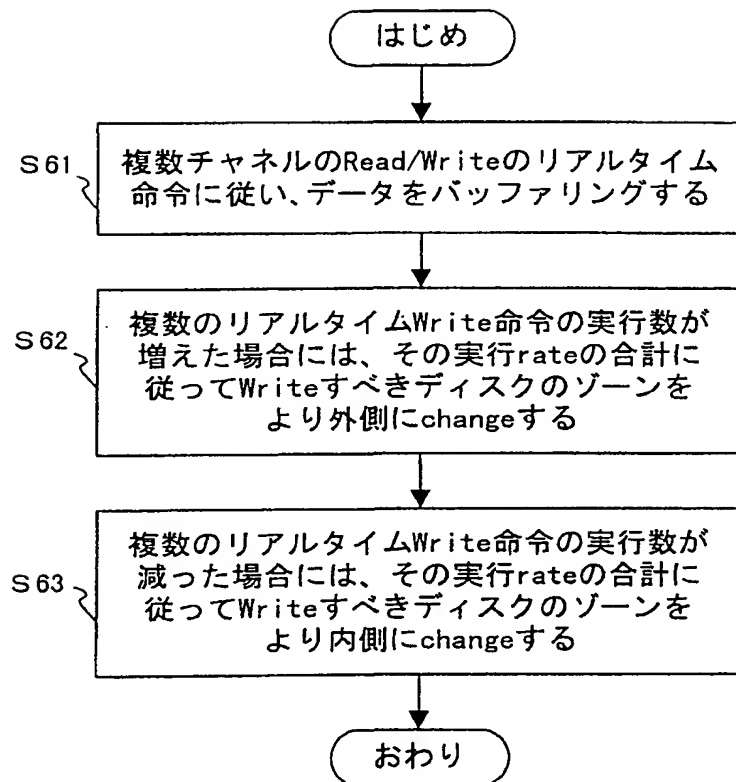 はじめ
S61
複数チャネルのRead/Writeのリアルタイム
命令に従い、データをバッファリングする
S62
複数のリアルタイムWrite命令の実行数が
増えた場合には、その実行rateの合計に
従ってWriteすべきディスクのゾーンを
より外側にchangeする
S63
複数のリアルタイムWrite命令の実行数が
減った場合には、その実行rateの合計に
従ってWriteすべきディスクのゾーンを
より内側にchangeする
おわり